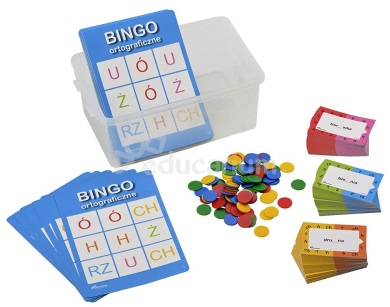 BINGO
ortograficzne
U Ó U
Ż Ó Ż
RZ H CH
BINGO
ortograficzne
Ó Ó CH
H H Ż
RZ U CH